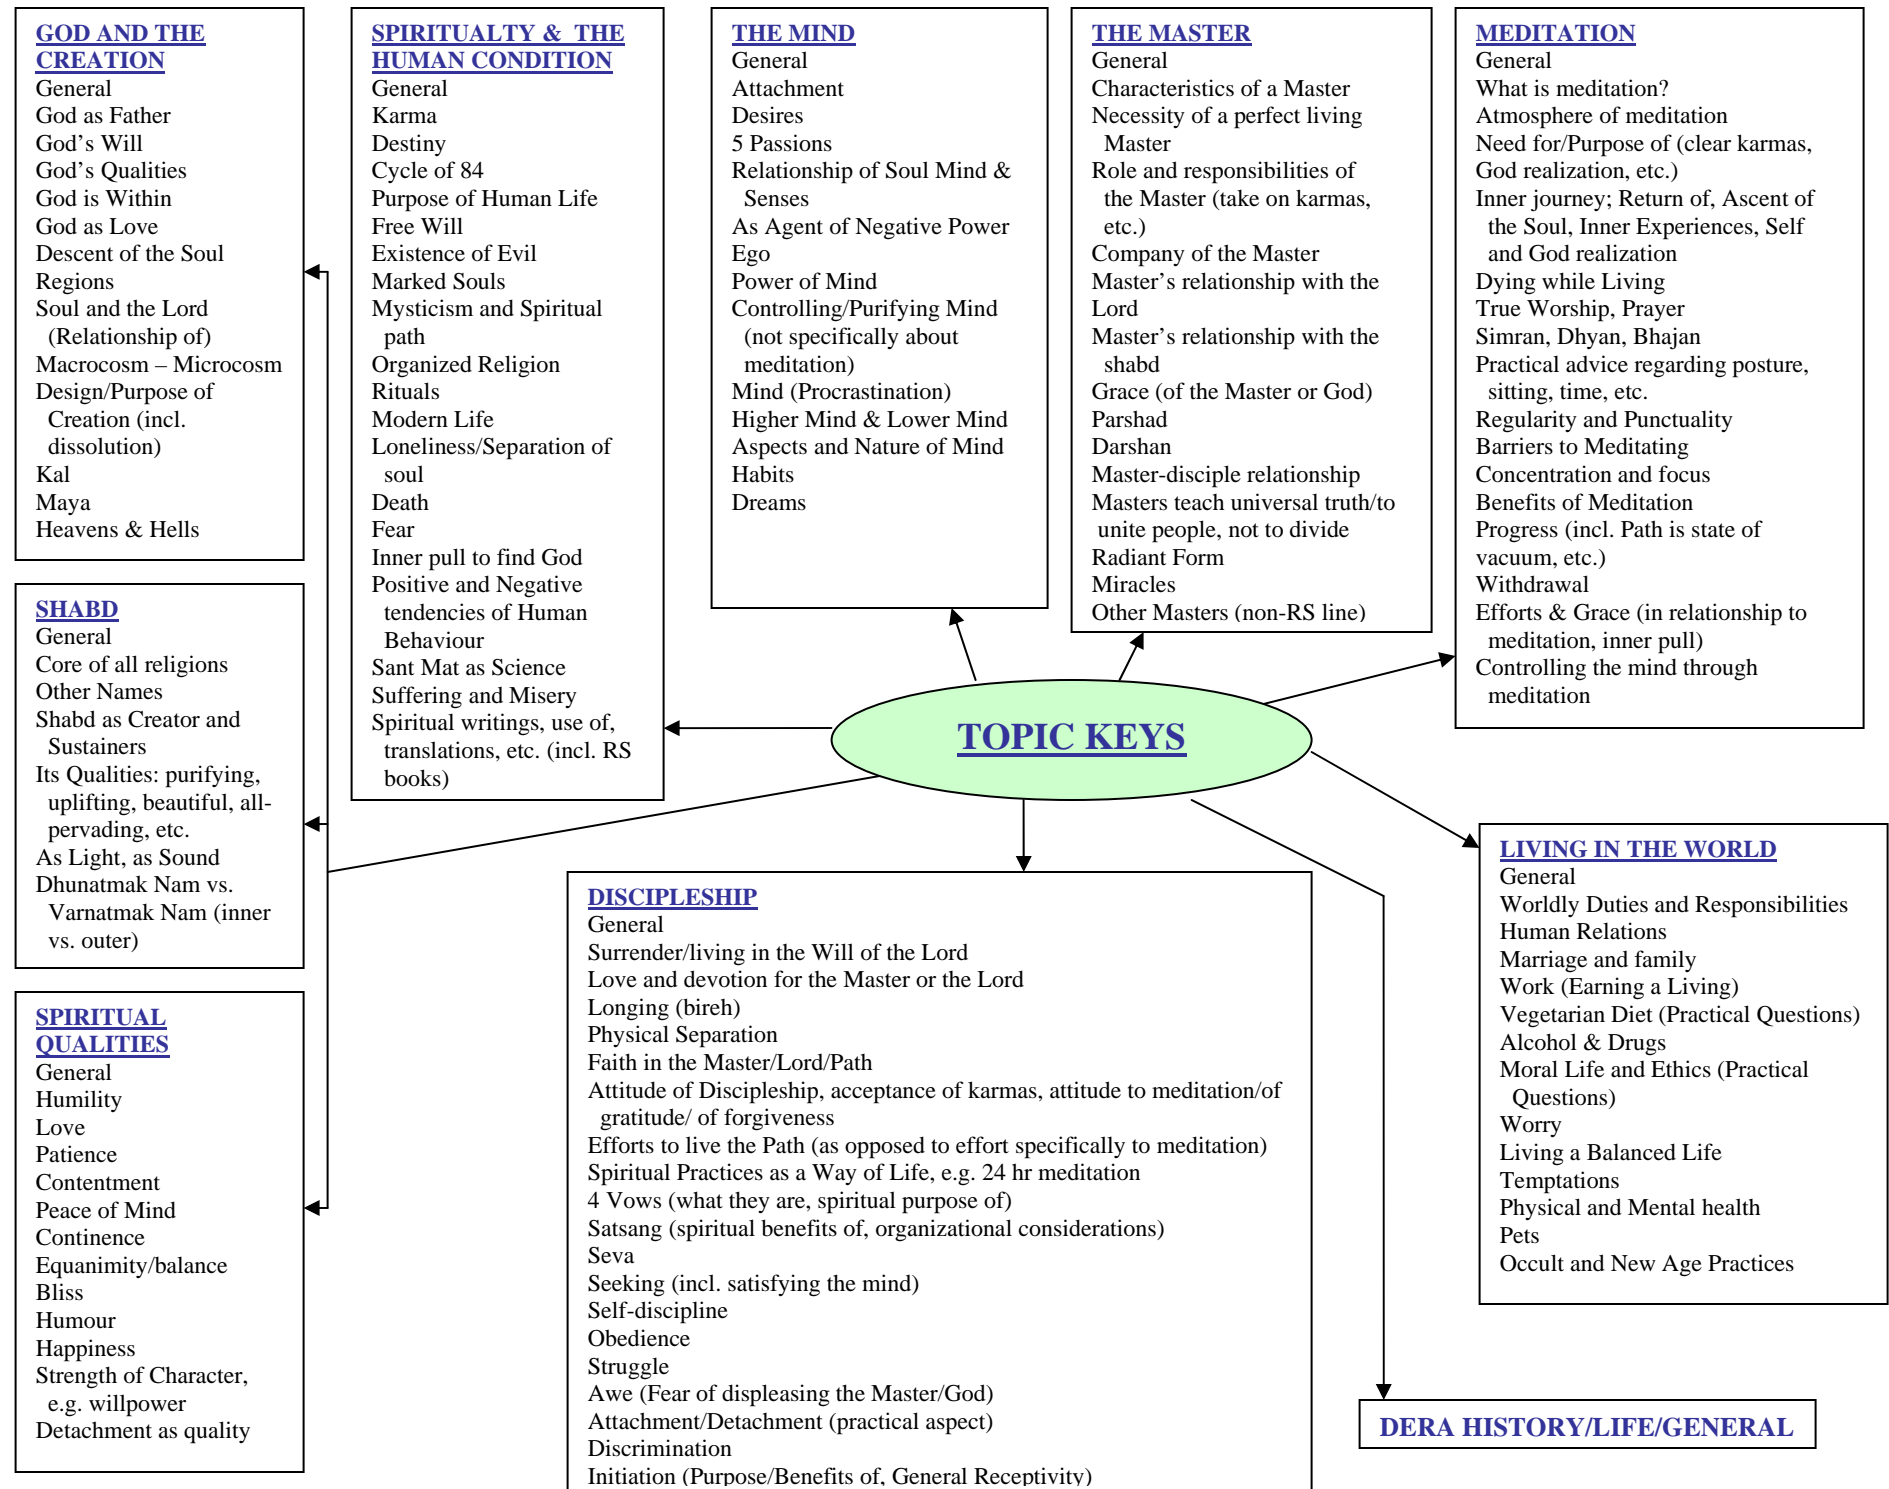 GOD AND THE
CREATION
General
God as Father
God’s Will
God’s Qualities
God is Within
God as Love
Descent of the Soul
Regions
Soul and the Lord
(Relationship of)
Macrocosm – Microcosm
Design/Purpose of
Creation (incl.
dissolution)
Kal
Maya
Heavens & Hells
SHABD
General
Core of all religions
Other Names
Shabd as Creator and
Sustainers
Its Qualities: purifying,
uplifting, beautiful, all-
pervading, etc.
As Light, as Sound
Dhunatmak Nam vs.
Varnatmak Nam (inner
vs. outer)
SPIRITUAL
QUALITIES
General
Humility
Love
Patience
Contentment
Peace of Mind
Continence
Equanimity/balance
Bliss
Humour
Happiness
Strength of Character,
e.g. willpower
Detachment as quality
SPIRITUALTY & THE
HUMAN CONDITION
General
Karma
Destiny
Cycle of 84
Purpose of Human Life
Free Will
Existence of Evil
Marked Souls
Mysticism and Spiritual
path
Organized Religion
Rituals
Modern Life
Loneliness/Separation of
soul
Death
Fear
Inner pull to find God
Positive and Negative
tendencies of Human
Behaviour
Sant Mat as Science
Suffering and Misery
Spiritual writings, use of,
translations, etc. (incl. RS
books)
THE MIND
General
Attachment
Desires
5 Passions
Relationship of Soul Mind &
Senses
As Agent of Negative Power
Ego
Power of Mind
Controlling/Purifying Mind
(not specifically about
meditation)
Mind (Procrastination)
Higher Mind & Lower Mind
Aspects and Nature of Mind
Habits
Dreams
THE MASTER
General
Characteristics of a Master
Necessity of a perfect living
Master
Role and responsibilities of
the Master (take on karmas,
etc.)
Company of the Master
Master’s relationship with the
Lord
Master’s relationship with the
shabd
Grace (of the Master or God)
Parshad
Darshan
Master-disciple relationship
Masters teach universal truth/to
unite people, not to divide
Radiant Form
Miracles
Other Masters (non-RS line)
MEDITATION
General
What is meditation?
Atmosphere of meditation
Need for/Purpose of (clear karmas,
God realization, etc.)
Inner journey; Return of, Ascent of
the Soul, Inner Experiences, Self
and God realization
Dying while Living
True Worship, Prayer
Simran, Dhyan, Bhajan
Practical advice regarding posture,
sitting, time, etc.
Regularity and Punctuality
Barriers to Meditating
Concentration and focus
Benefits of Meditation
Progress (incl. Path is state of
vacuum, etc.)
Withdrawal
Efforts & Grace (in relationship to
meditation, inner pull)
Controlling the mind through
meditation
TOPIC KEYS
DISCIPLESHIP
General
Surrender/living in the Will of the Lord
Love and devotion for the Master or the Lord
Longing (bireh)
Physical Separation
Faith in the Master/Lord/Path
Attitude of Discipleship, acceptance of karmas, attitude to meditation/of
gratitude/ of forgiveness
Efforts to live the Path (as opposed to effort specifically to meditation)
Spiritual Practices as a Way of Life, e.g. 24 hr meditation
4 Vows (what they are, spiritual purpose of)
Satsang (spiritual benefits of, organizational considerations)
Seva
Seeking (incl. satisfying the mind)
Self-discipline
Obedience
Struggle
Awe (Fear of displeasing the Master/God)
Attachment/Detachment (practical aspect)
Discrimination
Initiation (Purpose/Benefits of, General Receptivity)
LIVING IN THE WORLD
General
Worldly Duties and Responsibilities
Human Relations
Marriage and family
Work (Earning a Living)
Vegetarian Diet (Practical Questions)
Alcohol & Drugs
Moral Life and Ethics (Practical
Questions)
Worry
Living a Balanced Life
Temptations
Physical and Mental health
Pets
Occult and New Age Practices
DERA HISTORY/LIFE/GENERAL